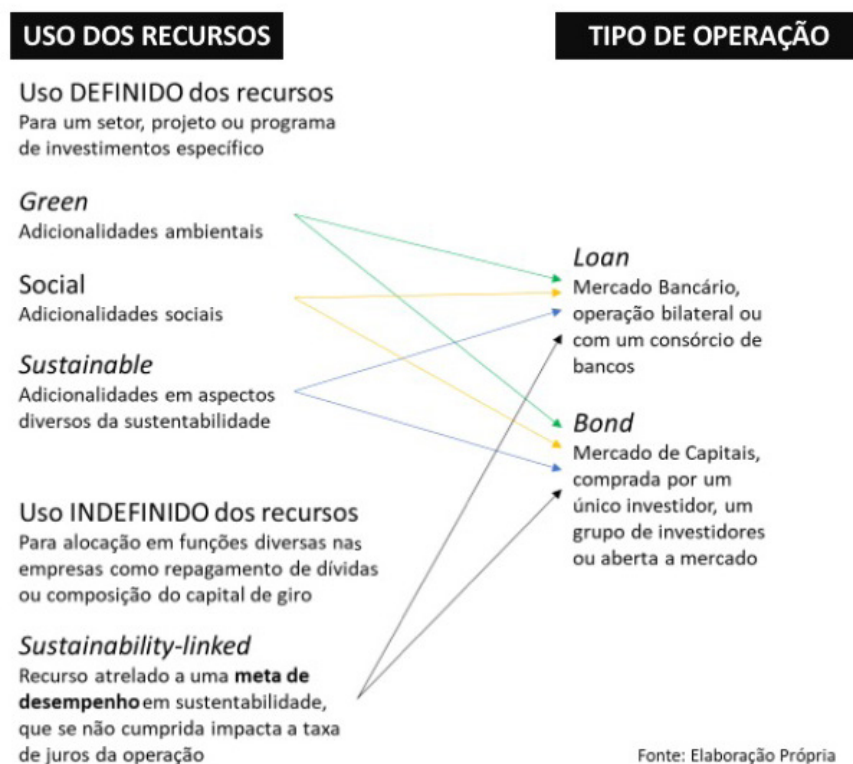 USO DOS RECURSOS
Uso DEFINIDO dos recursos
Para um setor, projeto ou programa
de investimentos específico
Green
Adicionalidades ambientais
Social
Adicionalidades sociais
Sustainable
Adicionalidades em aspectos
diversos da sustentabilidade
Uso INDEFINIDO dos recursos
Para alocação em funções diversas nas
empresas como repagamento de dívidas
ou composição do capital de giro
Sustainability-linked
Recurso atrelado a uma meta de
desempenho em sustentabilidade,
que se não cumprida impacta a taxa
de juros da operação
TIPO DE OPERAÇÃO
Loan
Mercado Bancário,
operação bilateral ou
com um consórcio de
bancos
Bond
Mercado de Capitais,
comprada por um
único investidor, um
grupo de investidores
ou aberta a mercado
Fonte: Elaboração Própria